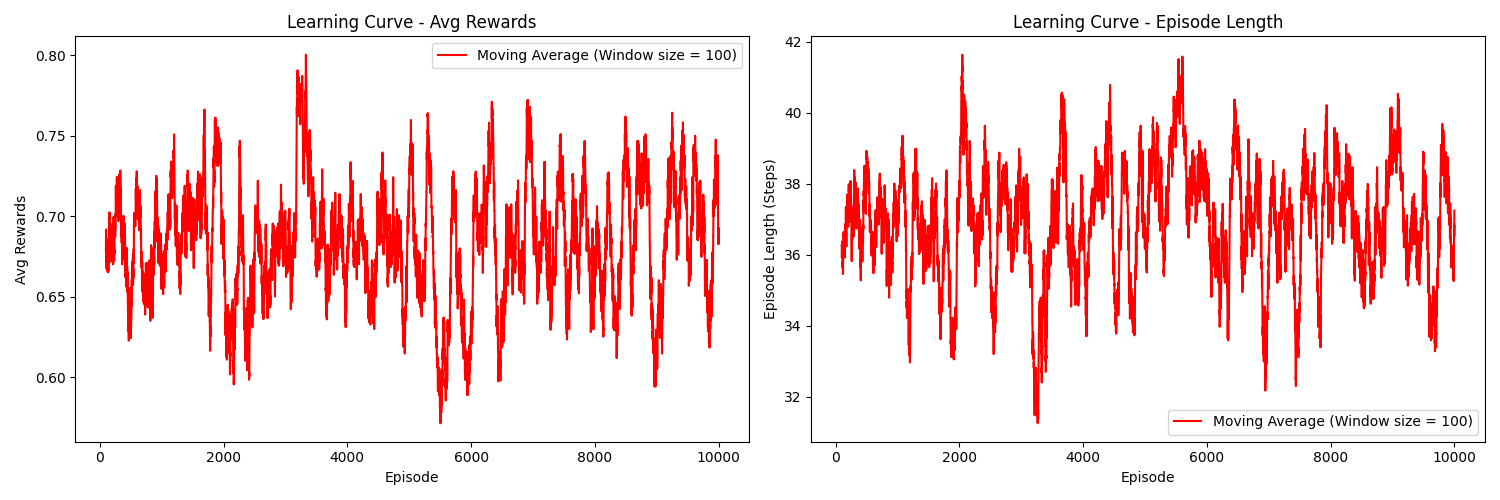 Learning Curve - Avg Rewards
Moving Average (Window size = 100)
0.80
0.75
0.70
0.65
0.60
Avg Rewards
0 2000 4000 6000 8000 10000
Episode
Learning Curve - Episode Length
42
40
38
36
34
32
Episode Length (Steps)
Moving Average (Window size = 100)
0 2000 4000 6000 8000 10000
Episode